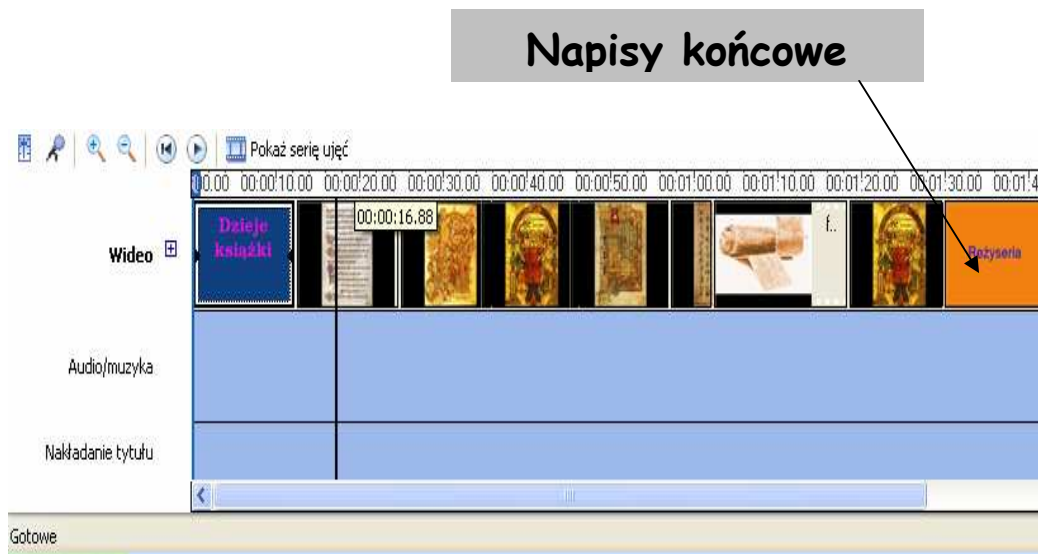 Napisy końcowe
Pokaż serię ujęć
00:00:10.00 00:00:20.00 00:00:30.00 00:00:40.00 00:00:50.00 00:01:00.00 00:01:10.00 00:01:20.00 00:01:30.00
Wideo
Dzieje
książki
00:00:16.88
f..
Reżyseria
Audio/muzyka
Nakładanie tytułu
Gotowe